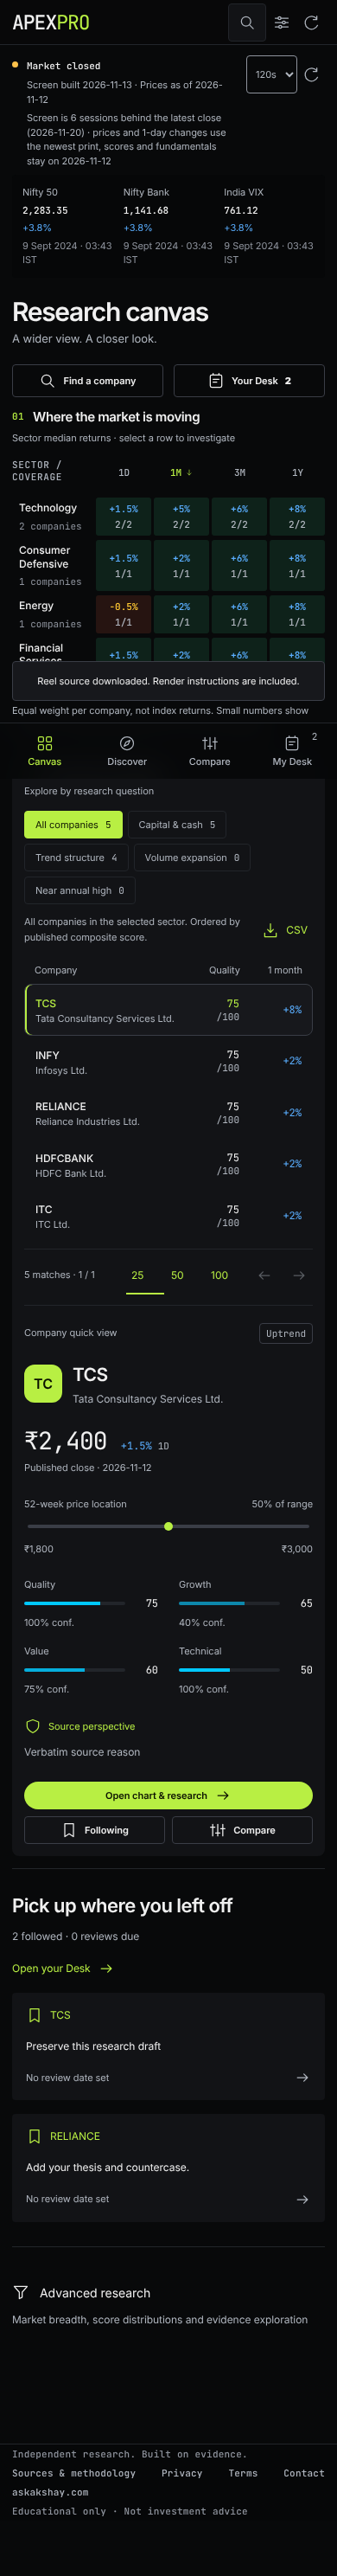 APEXPRO
Market closed
Screen built 2026-11-13 · Prices as of 2026-
11-12
120s
Screen is 6 sessions behind the latest close
(2026-11-20) · prices and 1-day changes use
the newest print, scores and fundamentals
stay on 2026-11-12
Nifty 50 Nifty Bank India VIX
2,283.35 1,141.68 761.12
+3.8% +3.8% +3.8%
9 Sept 2024 · 03:43 9 Sept 2024 · 03:43 9 Sept 2024 · 03:43
IST IST IST
Research canvas
A wider view. A closer look.
Find a company Your Desk 2
01 Where the market is moving
Sector median returns · select a row to investigate
SECTOR /
COVERAGE 1D 1M ↓ 3M 1Y
Technology +1.5% +5% +6% +8%
2 companies 2/2 2/2 2/2 2/2
Consumer
Defensive +1.5% +2% +6% +8%
1 companies 1/1 1/1 1/1 1/1
Energy -0.5% +2% +6% +8%
1 companies 1/1 1/1 1/1 1/1
Financial
Services +1.5% +2% +6% +8%
Reel source downloaded. Render instructions are included.
Equal weight per company, not index returns. Small numbers show
2
Canvas Discover Compare My Desk
Explore by research question
All companies 5 Capital & cash 5
Trend structure 4 Volume expansion 0
Near annual high 0
All companies in the selected sector. Ordered by
published composite score.
CSV
Company Quality 1 month
TCS 75
Tata Consultancy Services Ltd. /100 +8%
INFY 75
Infosys Ltd. /100 +2%
RELIANCE 75
Reliance Industries Ltd. /100 +2%
HDFCBANK 75
HDFC Bank Ltd. /100 +2%
ITC 75
ITC Ltd. /100 +2%
5 matches · 1 / 1 25 50 100 ← →
Company quick view Uptrend
TC TCS
Tata Consultancy Services Ltd.
₹2,400 +1.5% 1D
Published close · 2026-11-12
52-week price location 50% of range
₹1,800 ₹3,000
Quality Growth
75 65
100% conf. 40% conf.
Value Technical
60 50
75% conf. 100% conf.
Source perspective
Verbatim source reason
Open chart & research →
Following Compare
Pick up where you left off
2 followed · 0 reviews due
Open your Desk →
TCS
Preserve this research draft
No review date set →
RELIANCE
Add your thesis and countercase.
No review date set →
Advanced research
Market breadth, score distributions and evidence exploration
Independent research. Built on evidence.
Sources & methodology Privacy Terms Contact
askakshay.com
Educational only · Not investment advice